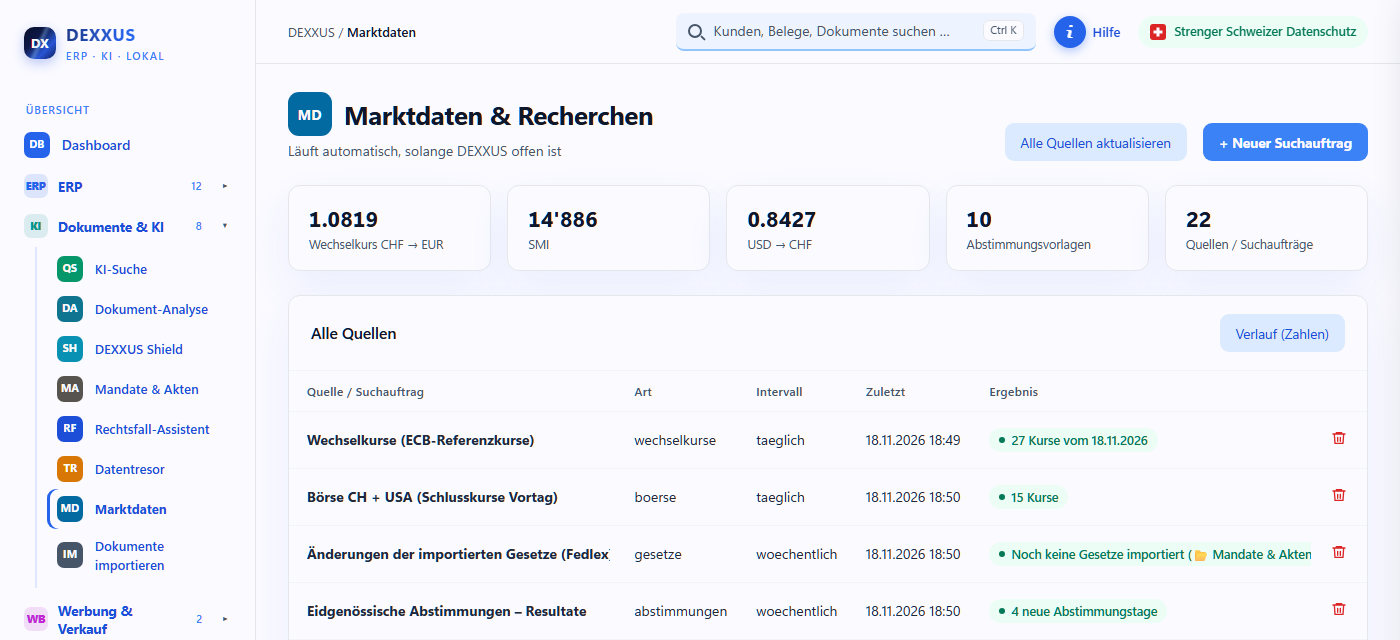 DX
DEXXUS
ERP · KI · LOKAL
ÜBERSICHT
DB Dashboard
ERP ERP 12
KI Dokumente & KI 8
QS KI-Suche
DA Dokument-Analyse
SH DEXXUS Shield
MA Mandate & Akten
RF Rechtsfall-Assistent
TR Datentresor
MD Marktdaten
IM Dokumente
importieren
WB Werbung &
Verkauf 2
DEXXUS / Marktdaten
Kunden, Belege, Dokumente suchen ... Ctrl K
i Hilfe
Strenger Schweizer Datenschutz
MD Marktdaten & Recherchen
Läuft automatisch, solange DEXXUS offen ist
Alle Quellen aktualisieren
+ Neuer Suchauftrag
1.0819
Wechselkurs CHF → EUR
14'886
SMI
0.8427
USD → CHF
10
Abstimmungsvorlagen
22
Quellen / Suchaufträge
Alle Quellen
Verlauf (Zahlen)
Quelle / Suchauftrag Art Intervall Zuletzt Ergebnis
Wechselkurse (ECB-Referenzkurse) wechselkurse taeglich 18.11.2026 18:49 27 Kurse vom 18.11.2026
Börse CH + USA (Schlusskurse Vortag) boerse taeglich 18.11.2026 18:50 15 Kurse
Änderungen der importierten Gesetze (Fedlex gesetze woechentlich 18.11.2026 18:50 Noch keine Gesetze importiert ( Mandate & Akten
Eidgenössische Abstimmungen – Resultate abstimmungen woechentlich 18.11.2026 18:50 4 neue Abstimmungstage